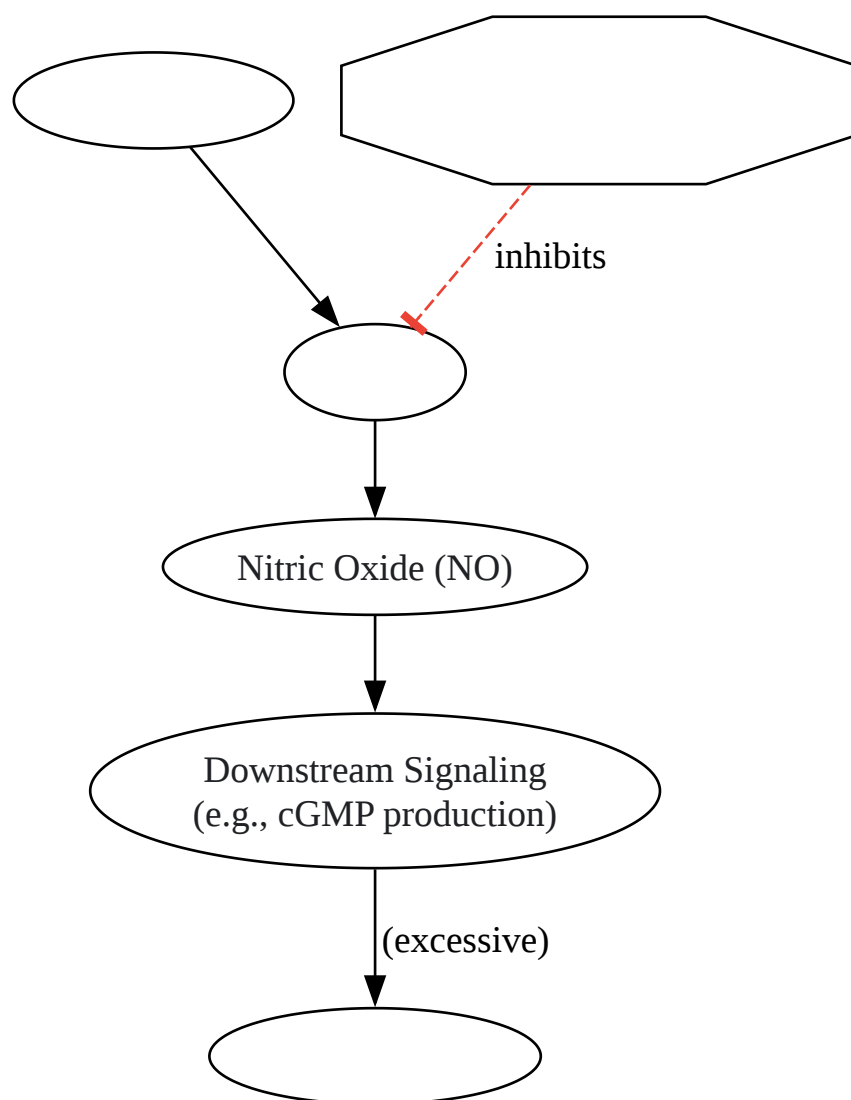 inhibits
Nitric Oxide (NO)
Downstream Signaling
(e.g., cGMP production)
(excessive)